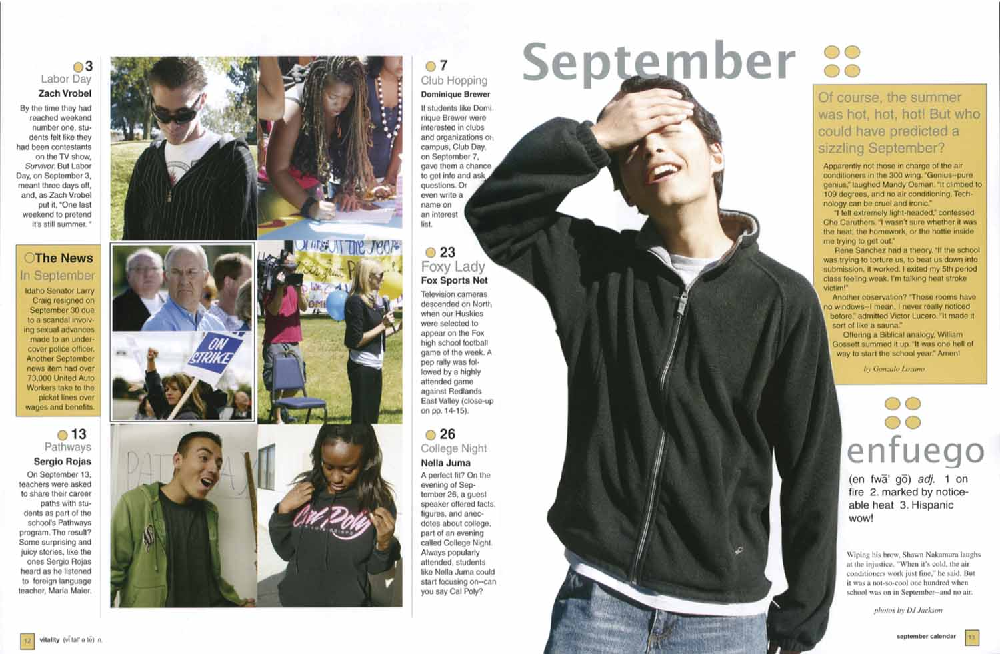 3
Labor Day
Zach Vrobel
By the time they had
reached weekend
number one, stu-
dents felt like they
had been contestants
on the TV show,
Survivor. But Labor
Day, on September 3,
meant three days off,
and, as Zach Vrobel
put it, "One last
weekend to pretend
it's still summer. "
The News
In September
Idaho Senator Larry
Craig resigned on
September 30 due
to a scandal involv-
ing sexual advances
made to an under-
cover police officer.
Another September
news item had over
73,000 United Auto
Workers take to the
picket lines over
wages and benefits.
13
Pathways
Sergio Rojas
On September 13,
teachers were asked
to share their career
paths with stu-
dents as part of the
school's Pathways
program. The result?
Some surprising and
juicy stories, like the
ones Sergio Rojas
heard as he listened
to foreign language
teacher, Maria Maier.
12 vitality (vī tal' ə tē) n.
ON
STRIKE
Cal Poly
7
Club Hopping
Dominique Brewer
If students like Domi-
nique Brewer were
interested in clubs
and organizations on
campus, Club Day,
on September 7,
gave them a chance
to get info and ask
questions. Or
even write a
name on
an interest
list.
23
Foxy Lady
Fox Sports Net
Television cameras
descended on North
when our Huskies
were selected to
appear on the Fox
high school football
game of the week. A
pep rally was fol-
lowed by a highly
attended game
against Redlands
East Valley (close-up
on pp. 14-15).
26
College Night
Nella Juma
A perfect fit? On the
evening of Sep-
tember 26, a guest
speaker offered facts,
figures, and anec-
dotes about college,
part of an evening
called College Night.
Always popularly
attended, students
like Nella Juma could
start focusing on--can
you say Cal Poly?
September
Of course, the summer
was hot, hot, hot! But who
could have predicted a
sizzling September?
Apparently not those in charge of the air
conditioners in the 300 wing. "Genius--pure
genius," laughed Mandy Osman. "It climbed to
109 degrees, and no air conditioning. Tech-
nology can be cruel and ironic."
"I felt extremely light-headed," confessed
Che Caruthers. "I wasn't sure whether it was
the heat, the homework, or the hottie inside
me trying to get out."
Rene Sanchez had a theory. "If the school
was trying to torture us, to beat us down into
submission, it worked. I exited my 5th period
class feeling weak. I'm talking heat stroke
victim!"
Another observation? "Those rooms have
no windows--I mean, I never really noticed
before," admitted Victor Lucero. "It made it
sort of like a sauna."
Offering a Biblical analogy, William
Gossett summed it up. "It was one hell of
way to start the school year." Amen!
by Gonzalo Lozano
enfuego
(en fwā' gō) adj. 1 on
fire 2. marked by notice-
able heat 3. Hispanic
wow!
Wiping his brow, Shawn Nakamura laughs
at the injustice. "When it's cold, the air
conditioners work just fine," he said. But
it was a not-so-cool one hundred when
school was on in September--and no air.
photos by DJ Jackson
september calendar 13